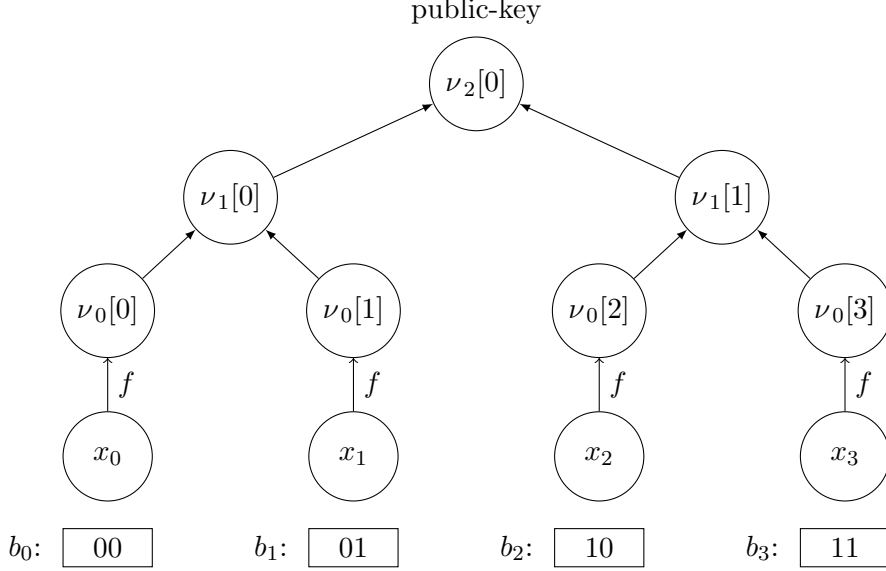 public-key
ν₂[0]
ν₁[0] ν₁[1]
ν₀[0] ν₀[1] ν₀[2] ν₀[3]
f f f f
x₀ x₁ x₂ x₃
b₀: 00 b₁: 01 b₂: 10 b₃: 11